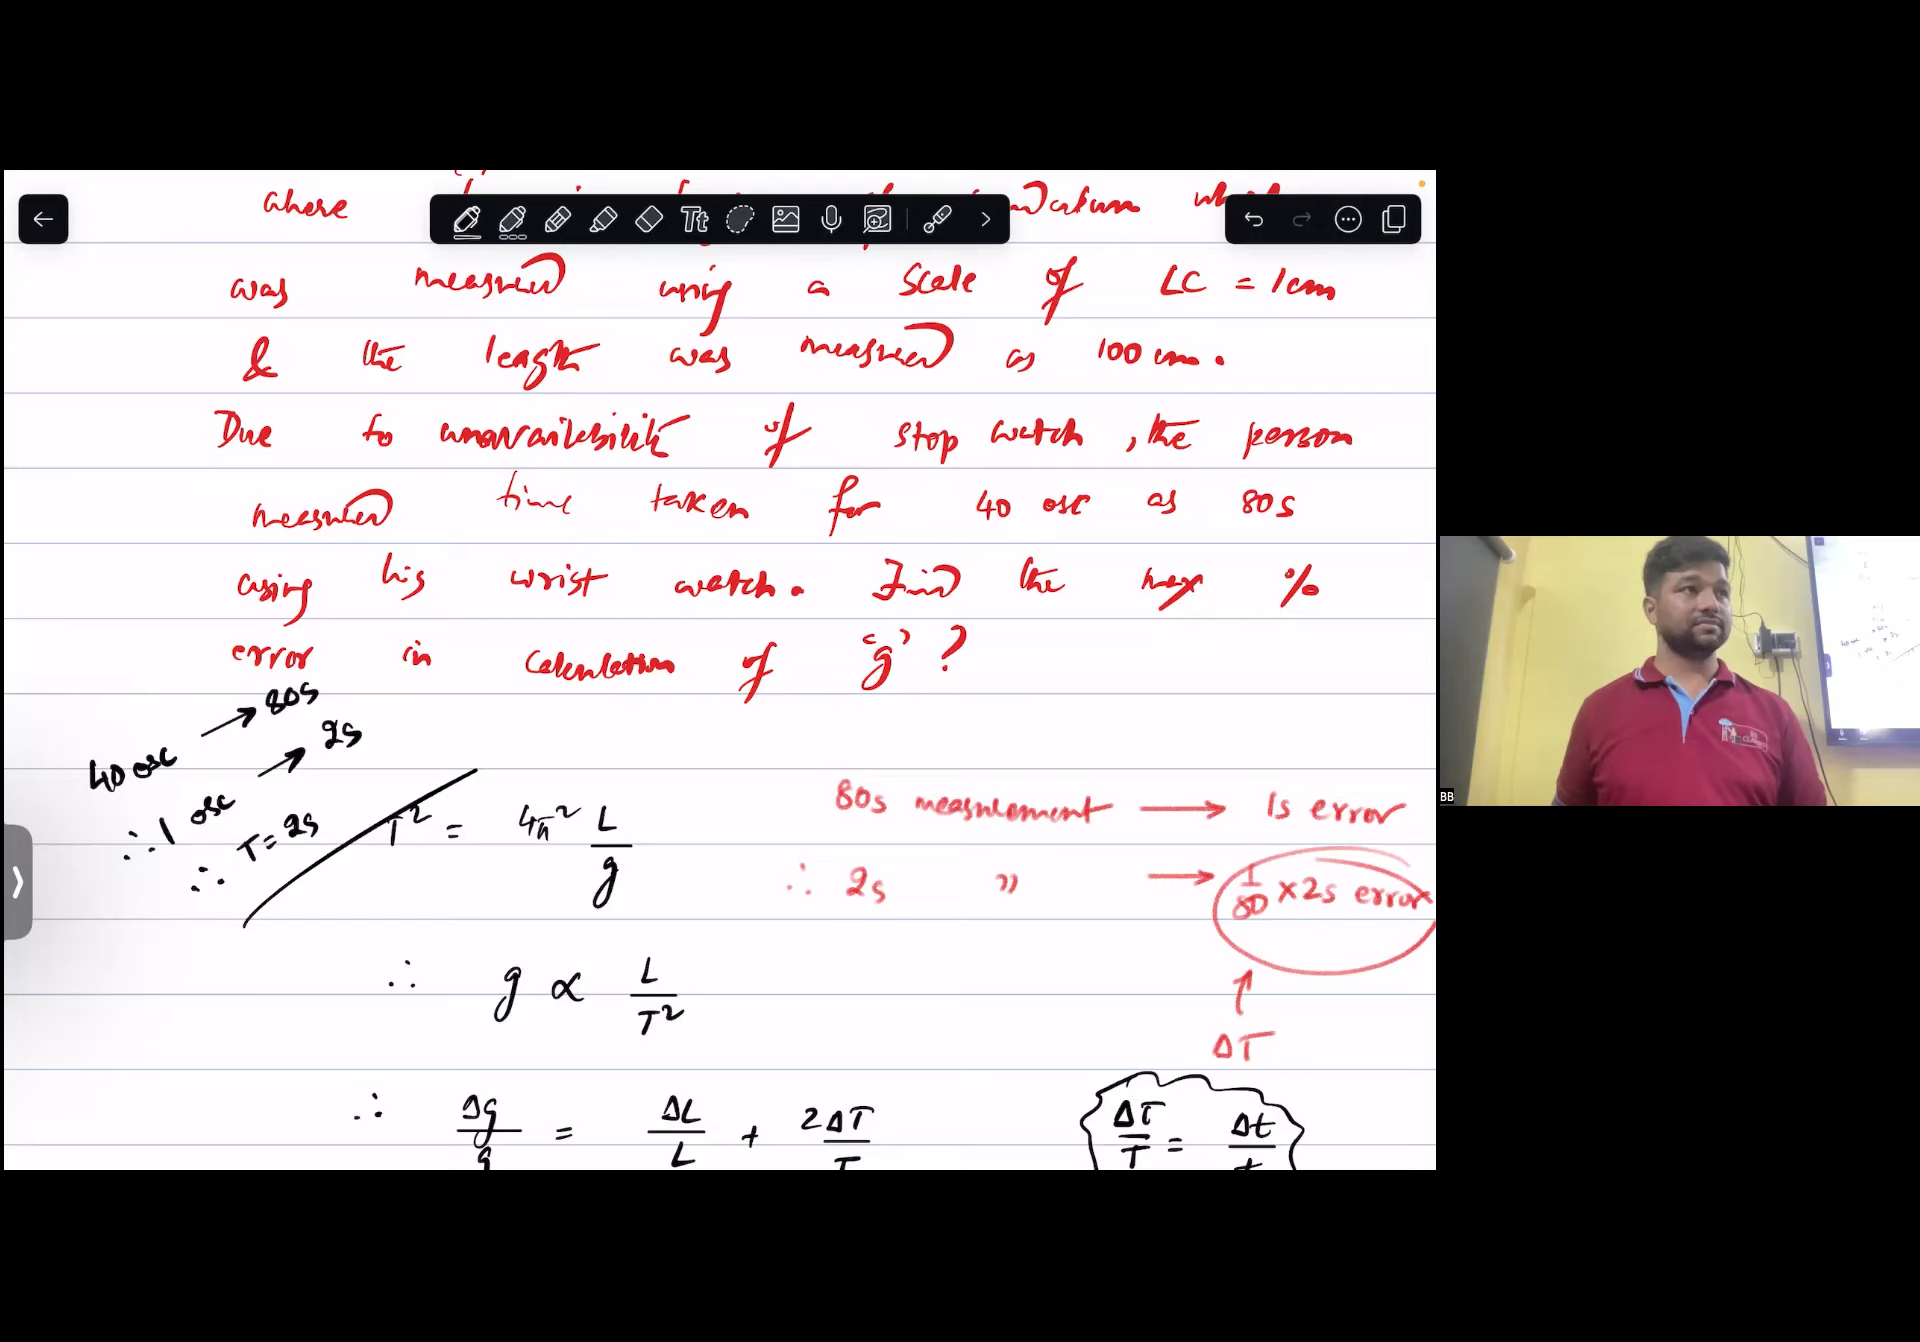 where
was measured using a scale of LC = 1cm
& the length was measured as 100 cm.
Due to unavailability of stop watch, the person
measured time taken for 40 osc as 80s
using his wrist watch. Find the max %
error in calculation of 'g' ?
40 osc → 80s
∴ 1 osc → 2s
∴ T = 2s
T² = 4π² L/g
80s measurement → 1s error
∴ 2s " → 1/80 × 2s error
↑
ΔT
∴ g ∝ L/T²
∴ Δg/g = ΔL/L + 2ΔT/T
ΔT/T = Δt/t
Tt
BB